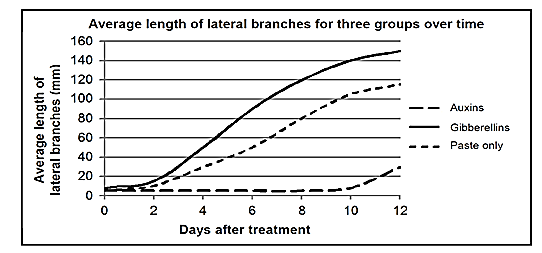 Average length of lateral branches for three groups over time
Average length of
lateral branches (mm)
160
140
120
100
80
60
40
20
0
0 2 4 6 8 10 12
Days after treatment
Auxins
Gibberellins
Paste only